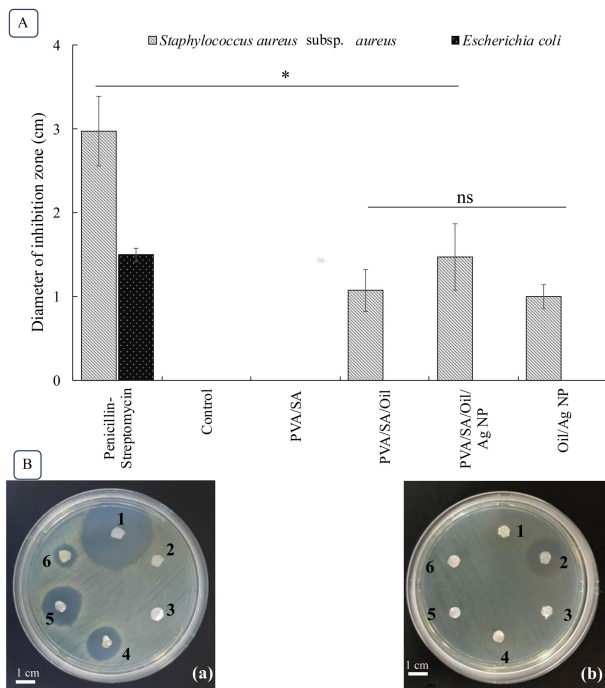 A
Staphylococcus aureus subsp. aureus
Escherichia coli
Diameter of inhibition zone (cm)
4
3
2
1
0
*
ns
Penicillin-
Streptomycin
Control
PVA/SA
PVA/SA/Oil
PVA/SA/Oil/
Ag NP
Oil/Ag NP
B
1
2
3
4
5
6
1 cm
(a)
1
2
3
4
5
6
1 cm
(b)